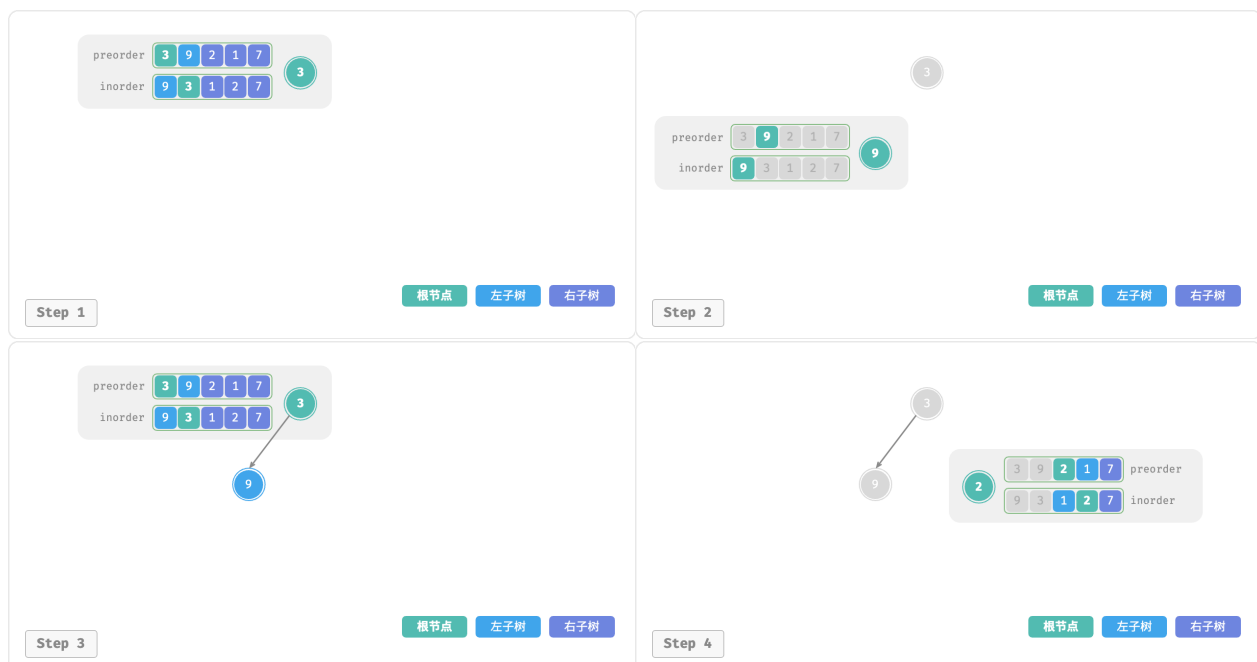 preorder 3 9 2 1 7
3
inorder 9 3 1 2 7
根节点 左子树 右子树
Step 1
3
preorder 3 9 2 1 7
9
inorder 9 3 1 2 7
根节点 左子树 右子树
Step 2
preorder 3 9 2 1 7
3
inorder 9 3 1 2 7
9
根节点 左子树 右子树
Step 3
3
3 9 2 1 7 preorder
9 2
9 3 1 2 7 inorder
根节点 左子树 右子树
Step 4